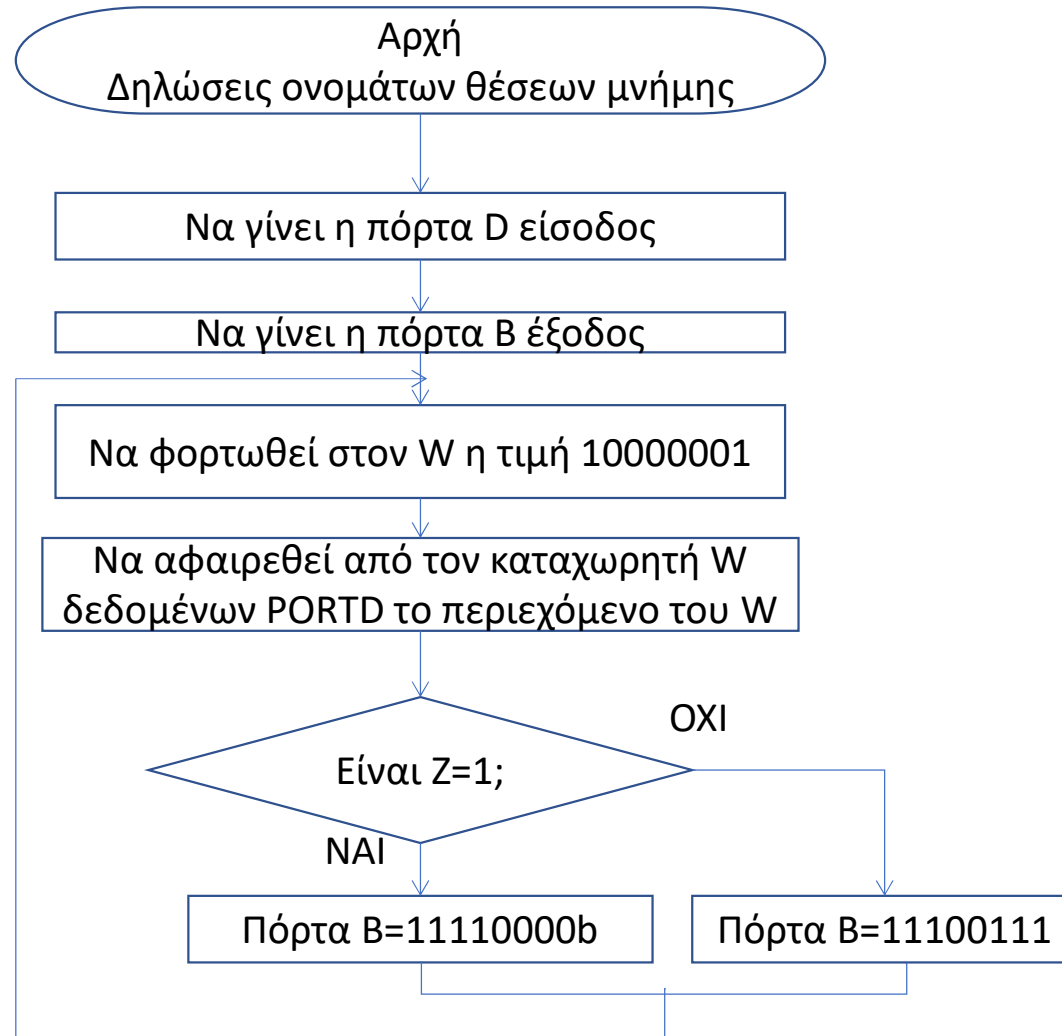 Αρχή
Δηλώσεις ονομάτων θέσεων μνήμης
Να γίνει η πόρτα D είσοδος
Να γίνει η πόρτα B έξοδος
Να φορτωθεί στον W η τιμή 10000001
Να αφαιρεθεί από τον καταχωρητή W
δεδομένων PORTD το περιεχόμενο του W
Είναι Z=1;
ΟΧΙ
ΝΑΙ
Πόρτα B=11110000b
Πόρτα B=11100111